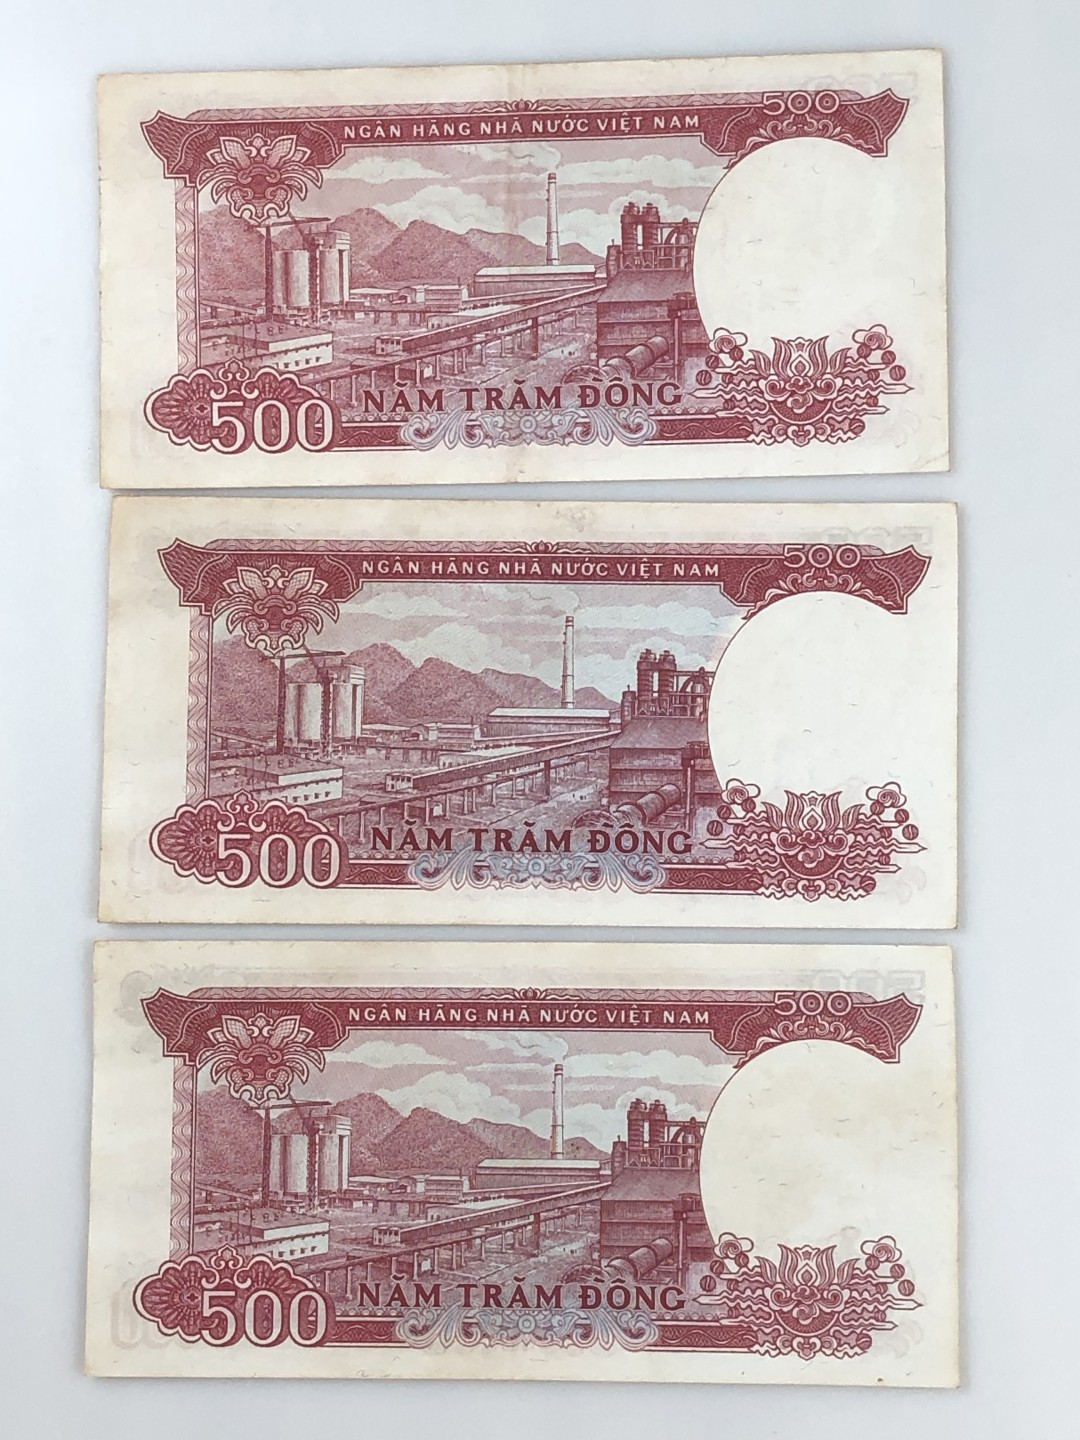 500
NGÂN HÀNG NHÀ NƯỚC VIỆT NAM
NĂM TRĂM ĐỒNG
500
500
NGÂN HÀNG NHÀ NƯỚC VIỆT NAM
NĂM TRĂM ĐỒNG
500
500
NGÂN HÀNG NHÀ NƯỚC VIỆT NAM
NĂM TRĂM ĐỒNG
500